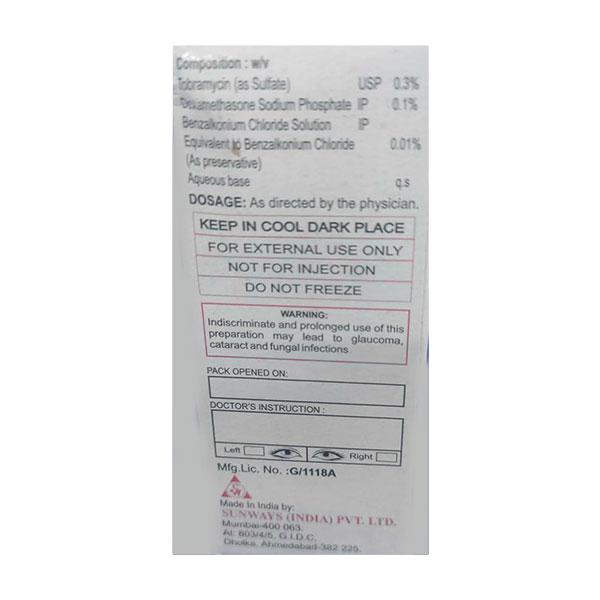 Composition : w/v
Tobramycin (as Sulfate) USP 0.3%
Dexamethasone Sodium Phosphate IP 0.1%
Benzalkonium Chloride Solution IP
Equivalent to Benzalkonium Chloride 0.01%
(As preservative)
Aqueous base q.s
DOSAGE: As directed by the physician.
KEEP IN COOL DARK PLACE
FOR EXTERNAL USE ONLY
NOT FOR INJECTION
DO NOT FREEZE
WARNING:
Indiscriminate and prolonged use of this
preparation may lead to glaucoma,
cataract and fungal infections
PACK OPENED ON:
DOCTOR'S INSTRUCTION :
Left Right
Mfg.Lic. No. :G/1118A
Made in India by:
SUNWAYS (INDIA) PVT. LTD.
Mumbai-400 063.
At: 803/4/5, G.I.D.C,
Dholka, Ahmedabad-382 225.